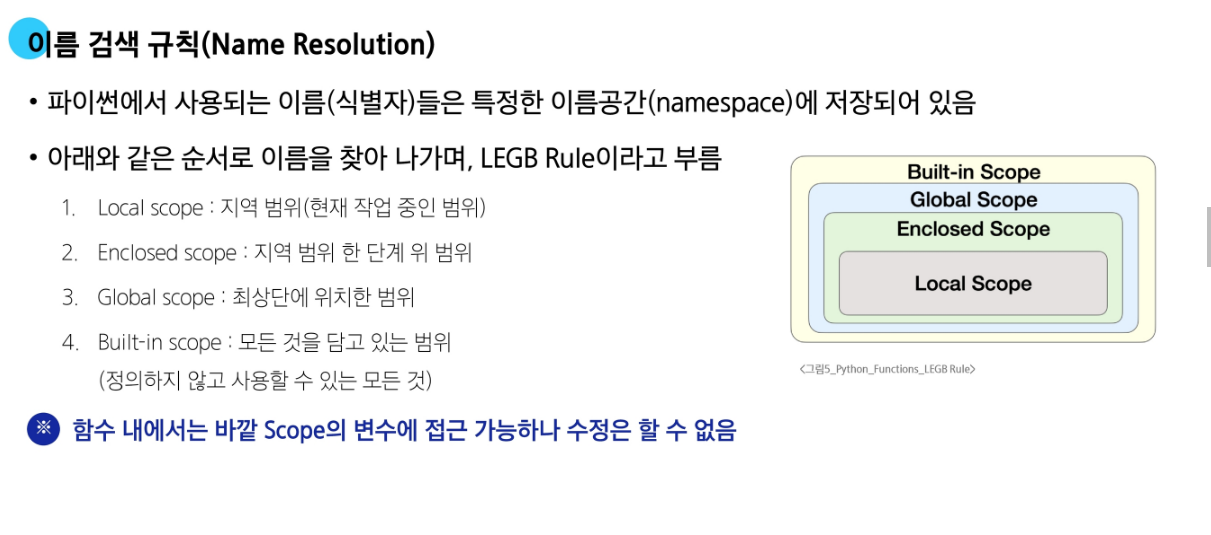 이름 검색 규칙(Name Resolution)
• 파이썬에서 사용되는 이름(식별자)들은 특정한 이름공간(namespace)에 저장되어 있음
• 아래와 같은 순서로 이름을 찾아 나가며, LEGB Rule이라고 부름
1. Local scope : 지역 범위(현재 작업 중인 범위)
2. Enclosed scope : 지역 범위 한 단계 위 범위
3. Global scope : 최상단에 위치한 범위
4. Built-in scope : 모든 것을 담고 있는 범위
(정의하지 않고 사용할 수 있는 모든 것)
※ 함수 내에서는 바깥 Scope의 변수에 접근 가능하나 수정은 할 수 없음
Built-in Scope
Global Scope
Enclosed Scope
Local Scope
<그림5_Python_Functions_LEGB Rule>